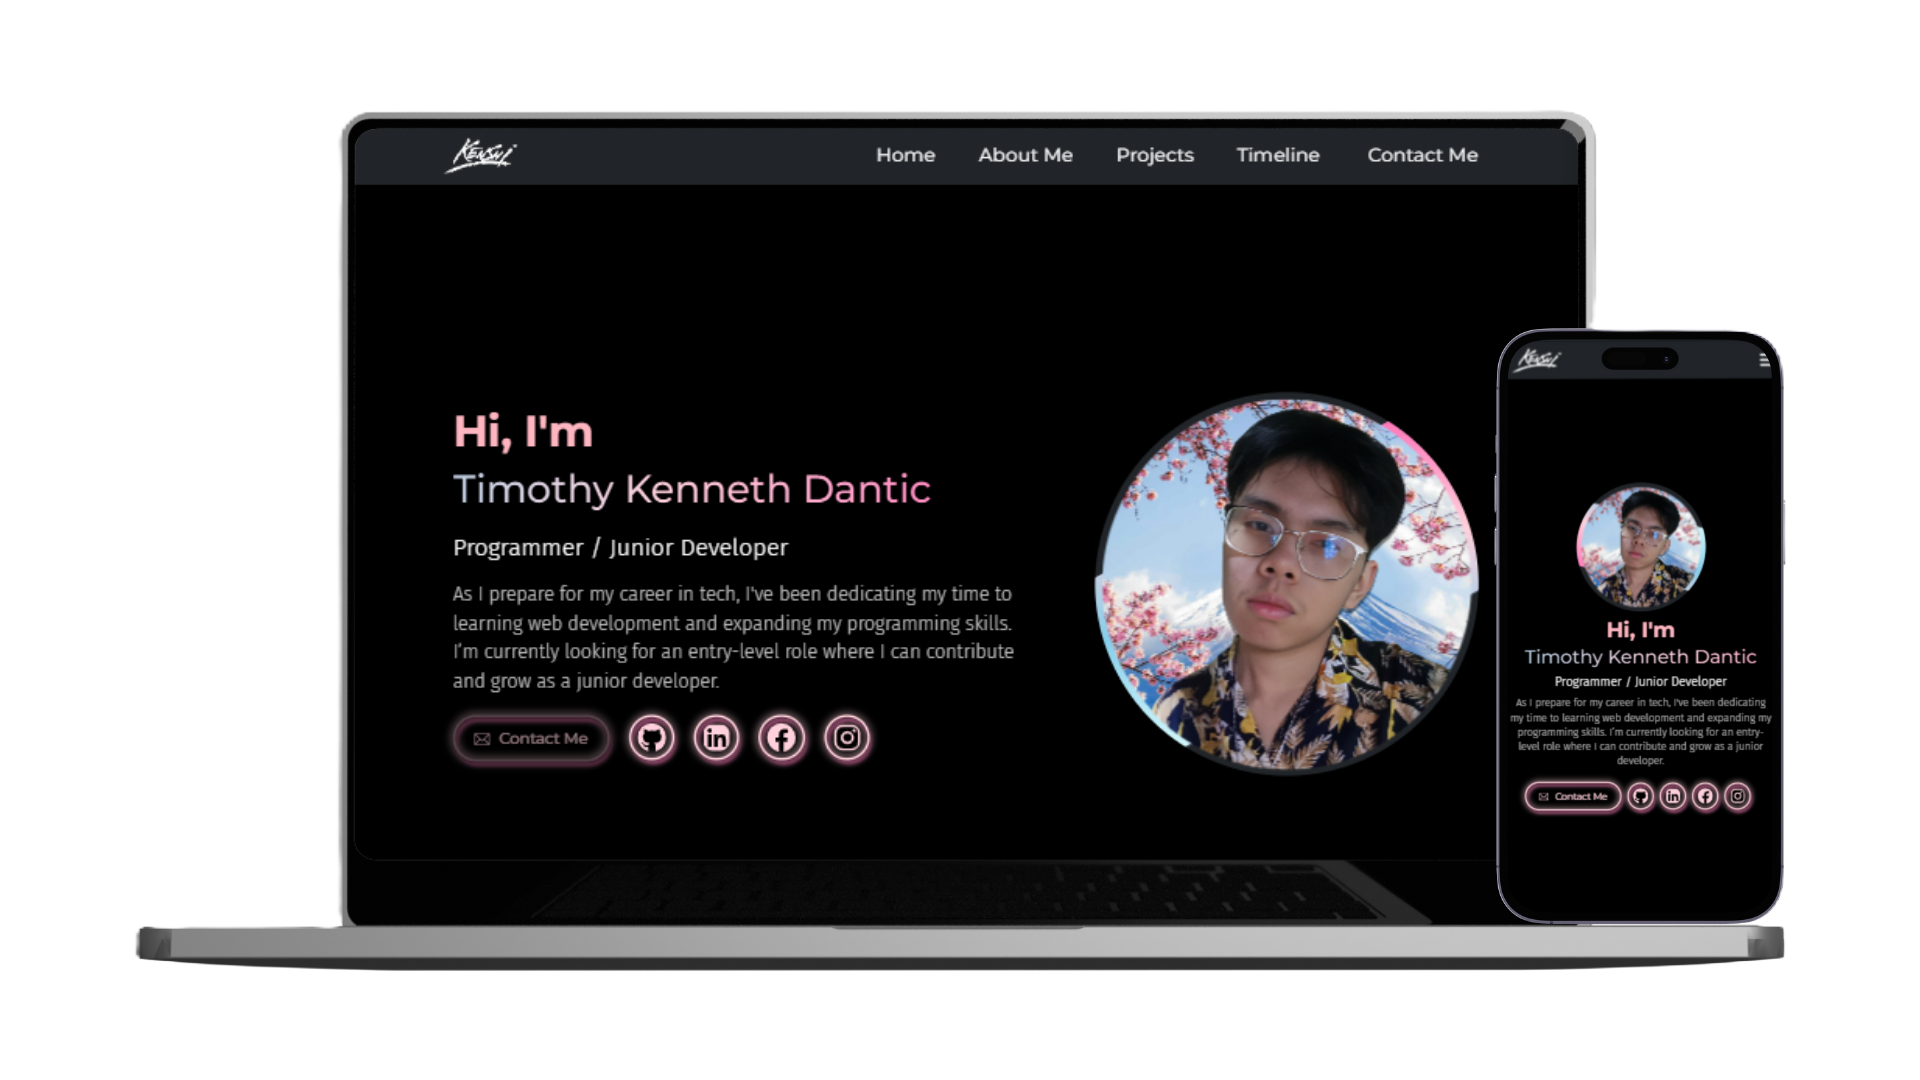 KENSHI
Home About Me Projects Timeline Contact Me
Hi, I'm
Timothy Kenneth Dantic
Programmer / Junior Developer
As I prepare for my career in tech, I've been dedicating my time to
learning web development and expanding my programming skills.
I'm currently looking for an entry-level role where I can contribute
and grow as a junior developer.
Contact Me
in
KENSHI
Hi, I'm
Timothy Kenneth Dantic
Programmer / Junior Developer
As I prepare for my career in tech, I've been dedicating
my time to learning web development and expanding my
programming skills. I'm currently looking for an entry-
level role where I can contribute and grow as a junior
developer.
Contact Me
in